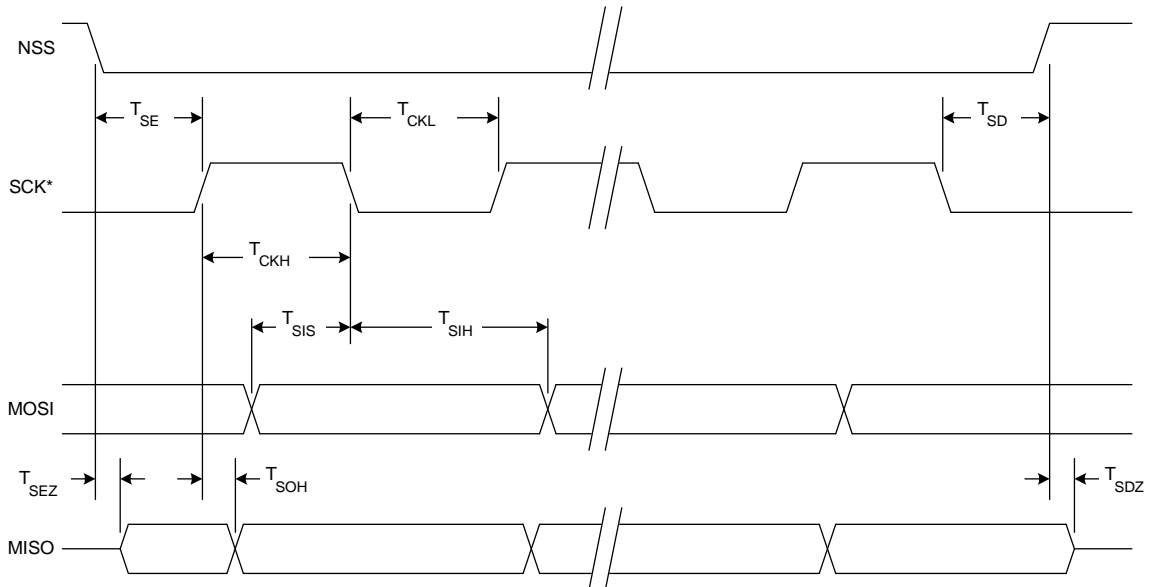 NSS
T_SE
T_CKL
T_SD
SCK*
T_CKH
T_SIS
T_SIH
MOSI
T_SEZ
T_SOH
T_SDZ
MISO